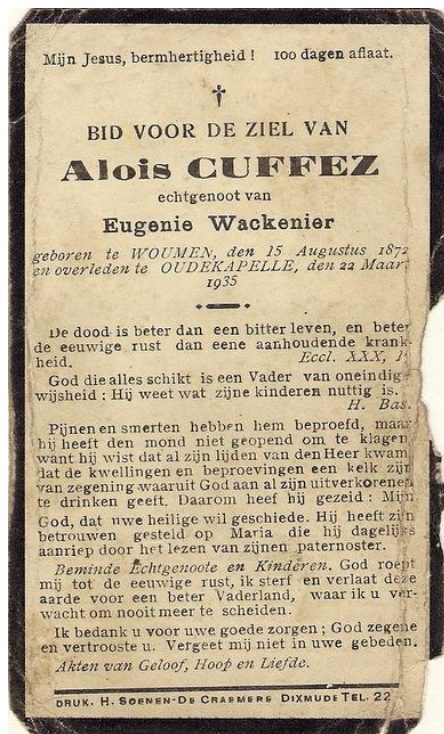 Mijn Jesus, bermhertigheid ! 100 dagen aflaat.
✝
BID VOOR DE ZIEL VAN
Alois CUFFEZ
echtgenoot van
Eugenie Wackenier
geboren te WOUMEN, den 15 Augustus 1872
en overleden te OUDEKAPELLE, den 22 Maart
1935
De dood is beter dan een bitter leven, en beter
de eeuwige rust dan eene aanhoudende krank-
heid. Eccl. XXX,
God die alles schikt is een Vader van oneindige
wijsheid : Hij weet wat zijne kinderen nuttig is.
H. Bas.
Pijnen en smerten hebben hem beproefd, maar
hij heeft den mond niet geopend om te klagen,
want hij wist dat al zijn lijden van den Heer kwam,
dat de kwellingen en beproevingen een kelk zijn
van zegening waaruit God aan al zijn uitverkorenen
te drinken geeft. Daarom heef hij gezeid : Mijn
God, dat uwe heilige wil geschiede. Hij heeft zijn
betrouwen gesteld op Maria die hij dagelijks
aanriep door het lezen van zijnen paternoster.
Beminde Echtgenoote en Kinderen. God roept
mij tot de eeuwige rust, ik sterf en verlaat deze
aarde voor een beter Vaderland, waar ik u ver-
wacht om nooit meer te scheiden.
Ik bedank u voor uwe goede zorgen ; God zegene
en vertrooste u. Vergeet mij niet in uwe gebeden.
Akten van Geloof, Hoop en Liefde.
DRUK. H. SOENEN-DE CRAEMERE DIXMUDE TEL. 22